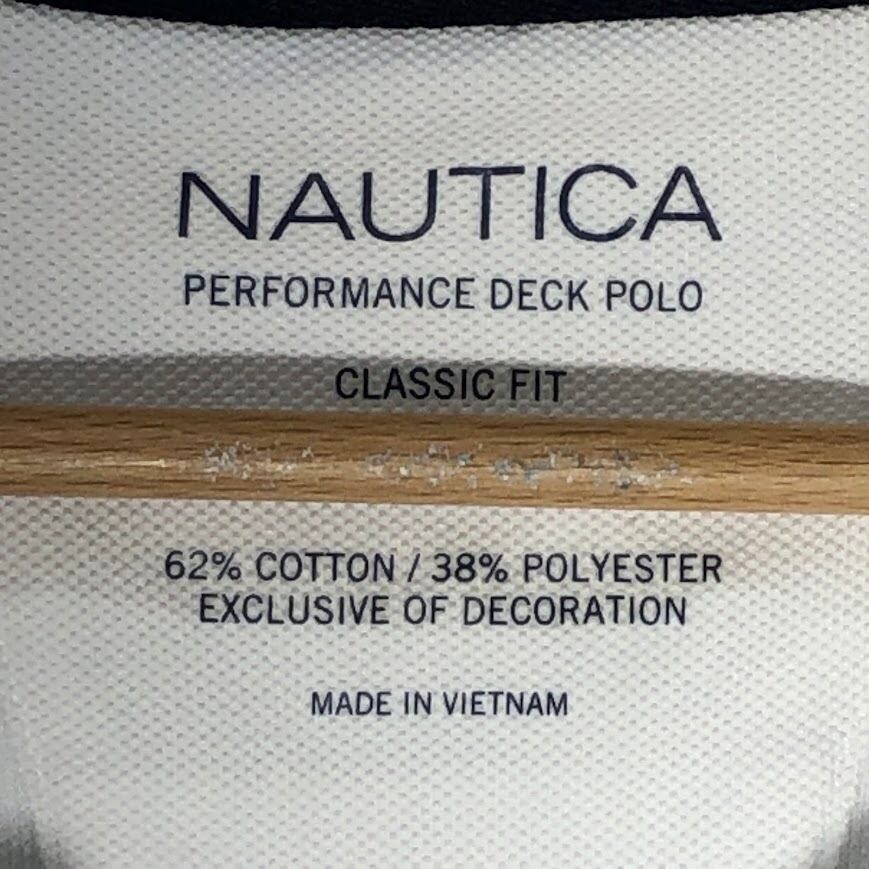 NAUTICA
PERFORMANCE DECK POLO
CLASSIC FIT
62% COTTON / 38% POLYESTER
EXCLUSIVE OF DECORATION
MADE IN VIETNAM